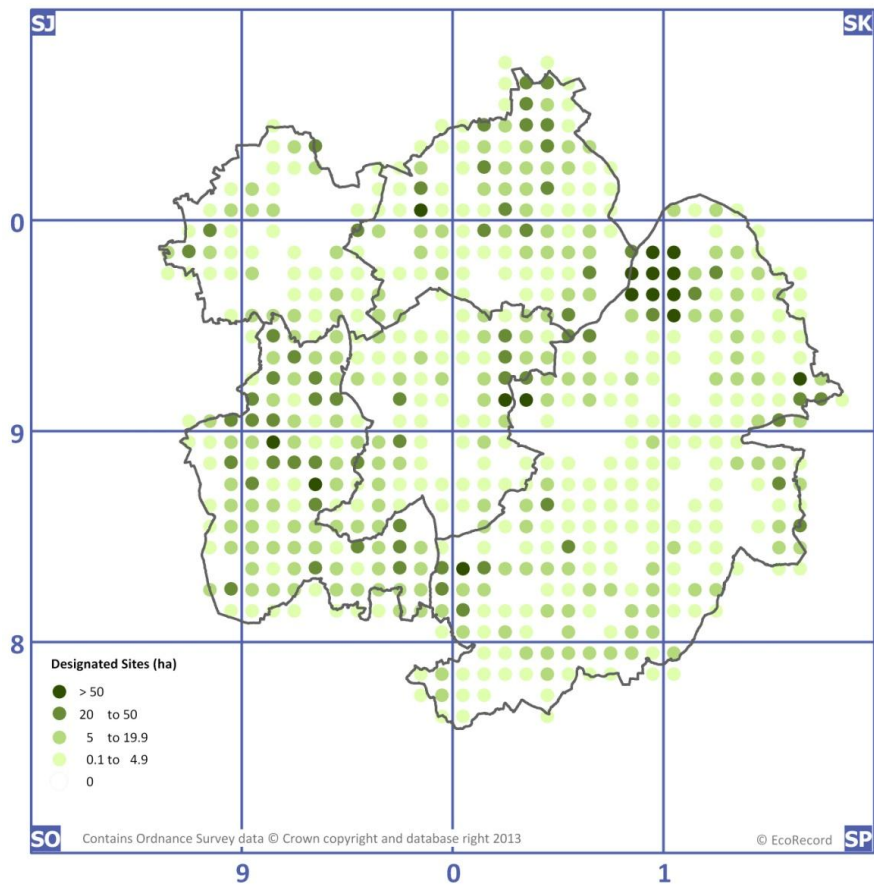 SJ SK
0
9
8
Designated Sites (ha)
> 50
20 to 50
5 to 19.9
0.1 to 4.9
0
SO Contains Ordnance Survey data © Crown copyright and database right 2013 © EcoRecord SP
9 0 1